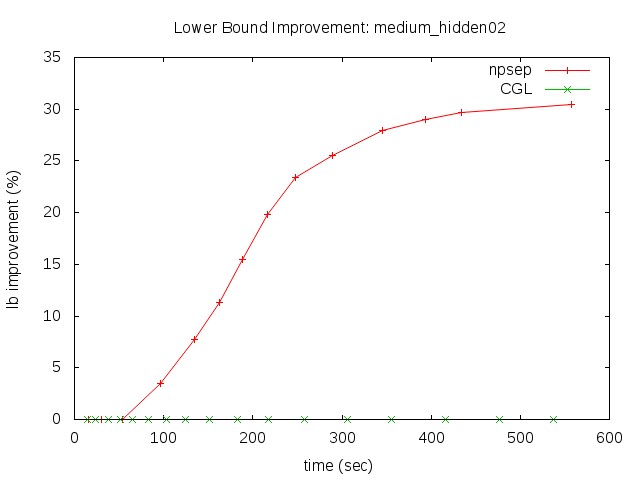 Lower Bound Improvement: medium_hidden02
npsep
CGL
lb improvement (%)
35
30
25
20
15
10
5
0
0 100 200 300 400 500 600
time (sec)